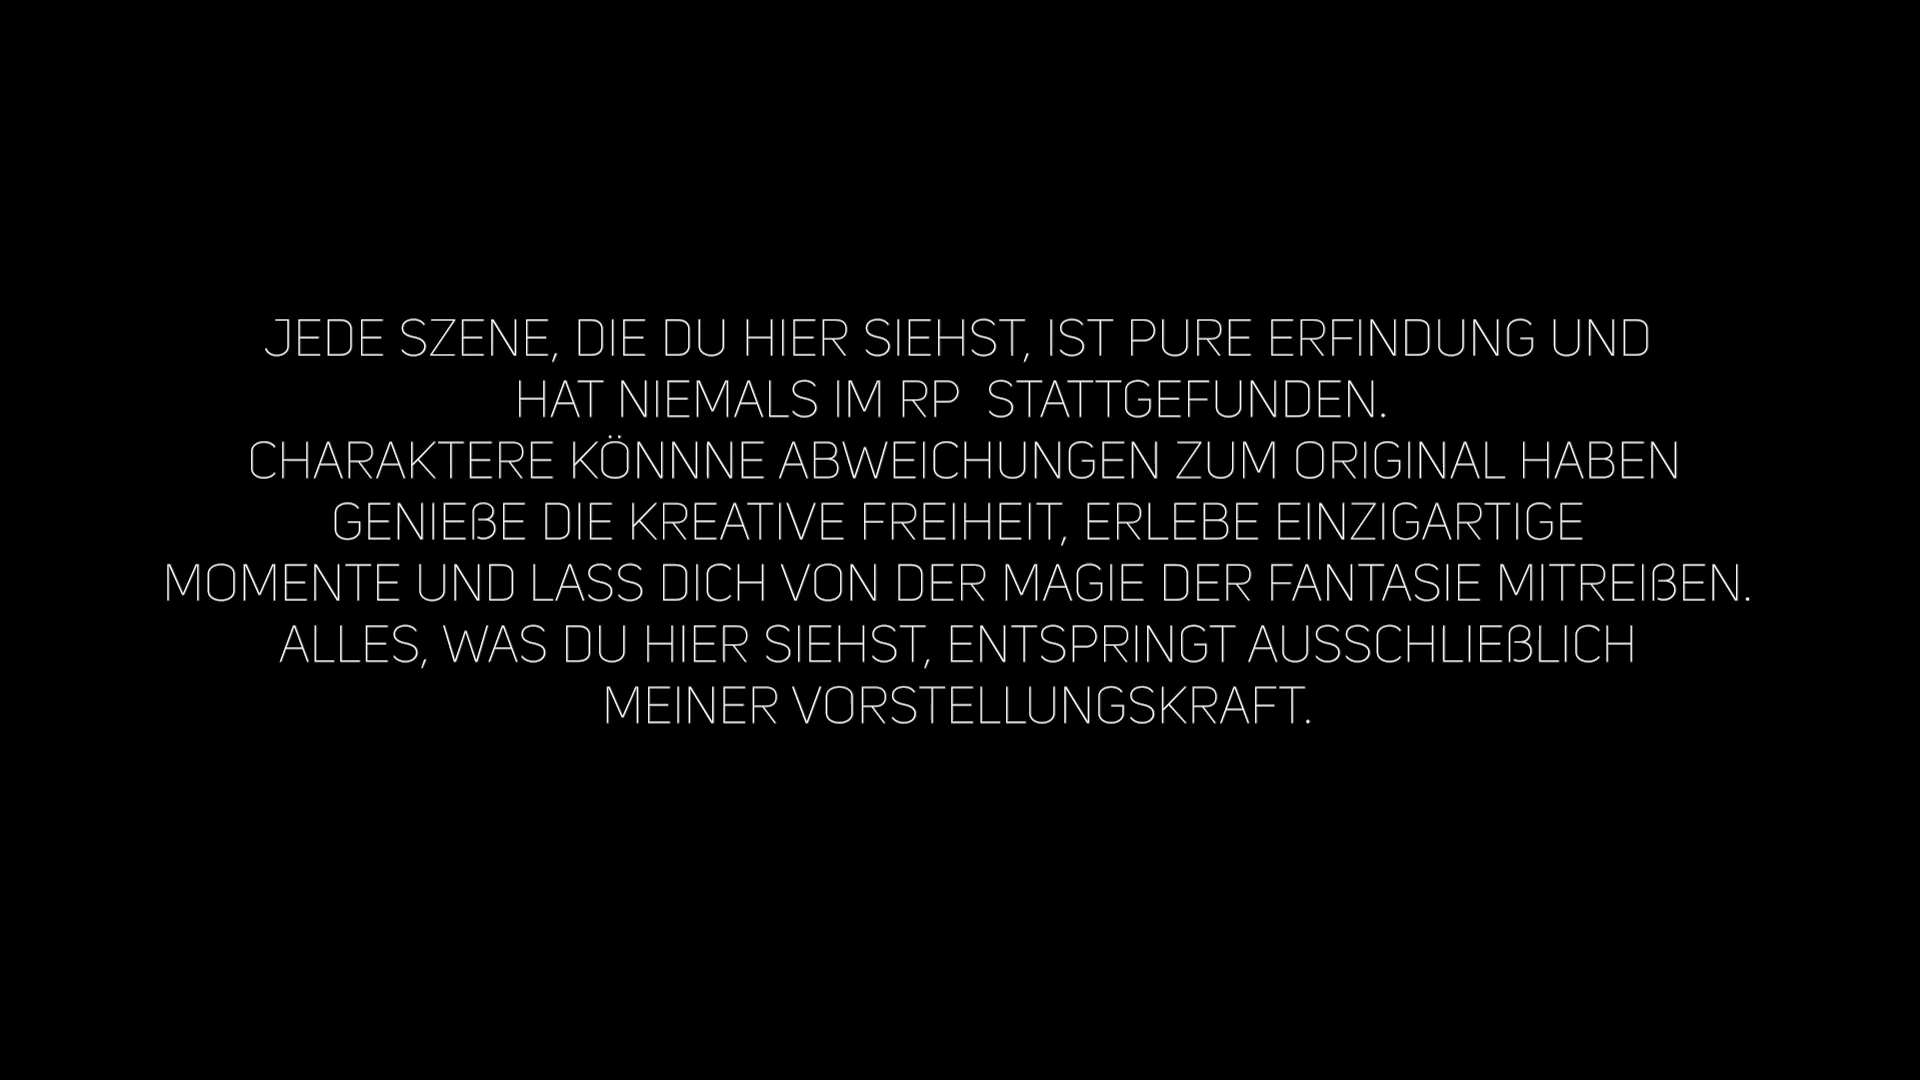 JEDE SZENE, DIE DU HIER SIEHST, IST PURE ERFINDUNG UND
HAT NIEMALS IM RP  STATTGEFUNDEN.
CHARAKTERE KÖNNNE ABWEICHUNGEN ZUM ORIGINAL HABEN
GENIEßE DIE KREATIVE FREIHEIT, ERLEBE EINZIGARTIGE
MOMENTE UND LASS DICH VON DER MAGIE DER FANTASIE MITREIßEN.
ALLES, WAS DU HIER SIEHST, ENTSPRINGT AUSSCHLIEßLICH
MEINER VORSTELLUNGSKRAFT.